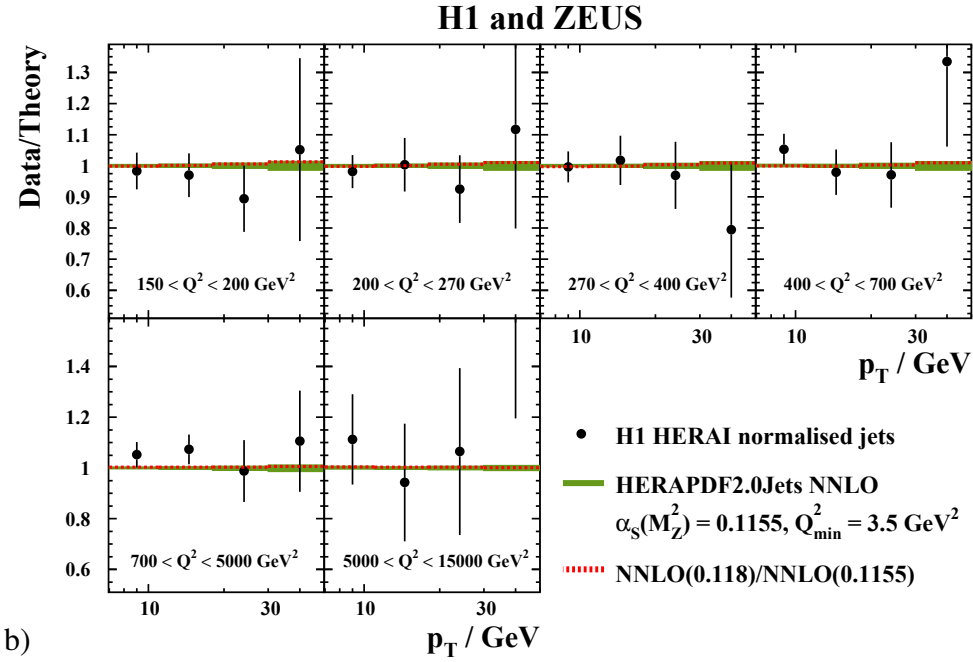 H1 and ZEUS
b)
Data/Theory
1.3
1.2
1.1
1
0.9
0.8
0.7
0.6
150 < Q² < 200 GeV²
200 < Q² < 270 GeV²
270 < Q² < 400 GeV²
400 < Q² < 700 GeV²
10 30
10 30
p_T / GeV
1.4
1.2
1
0.8
0.6
700 < Q² < 5000 GeV²
5000 < Q² < 15000 GeV²
10 30
10 30
p_T / GeV
H1 HERAI normalised jets
HERAPDF2.0Jets NNLO
α_S(M_Z²) = 0.1155, Q²_min = 3.5 GeV²
NNLO(0.118)/NNLO(0.1155)
b)